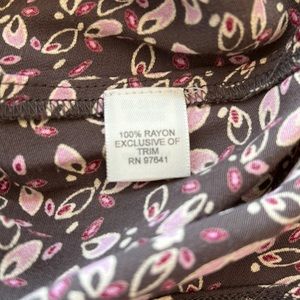 100% RAYON
EXCLUSIVE OF
TRIM
RN 97641